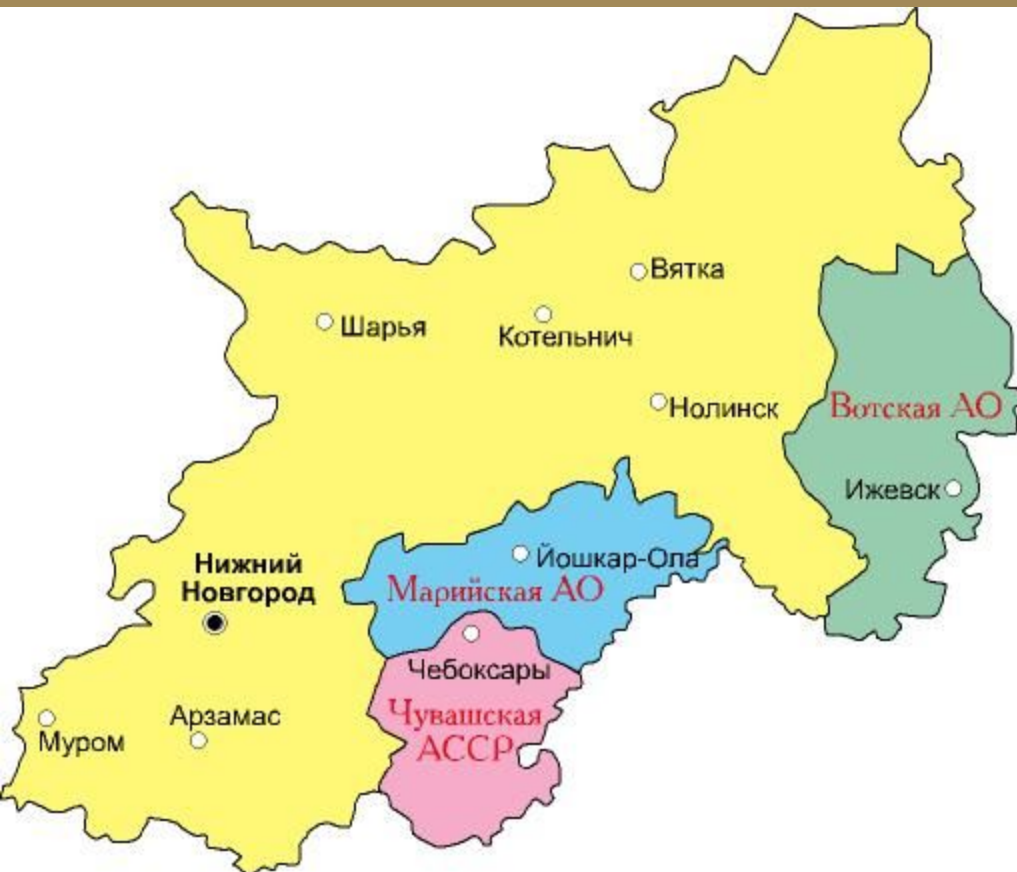 Вятка
Шарья
Котельнич
Нолинск
Вотская АО
Ижевск
Йошкар-Ола
Нижний
Новгород
Марийская АО
Чебоксары
Чувашская
АССР
Арзамас
Муром